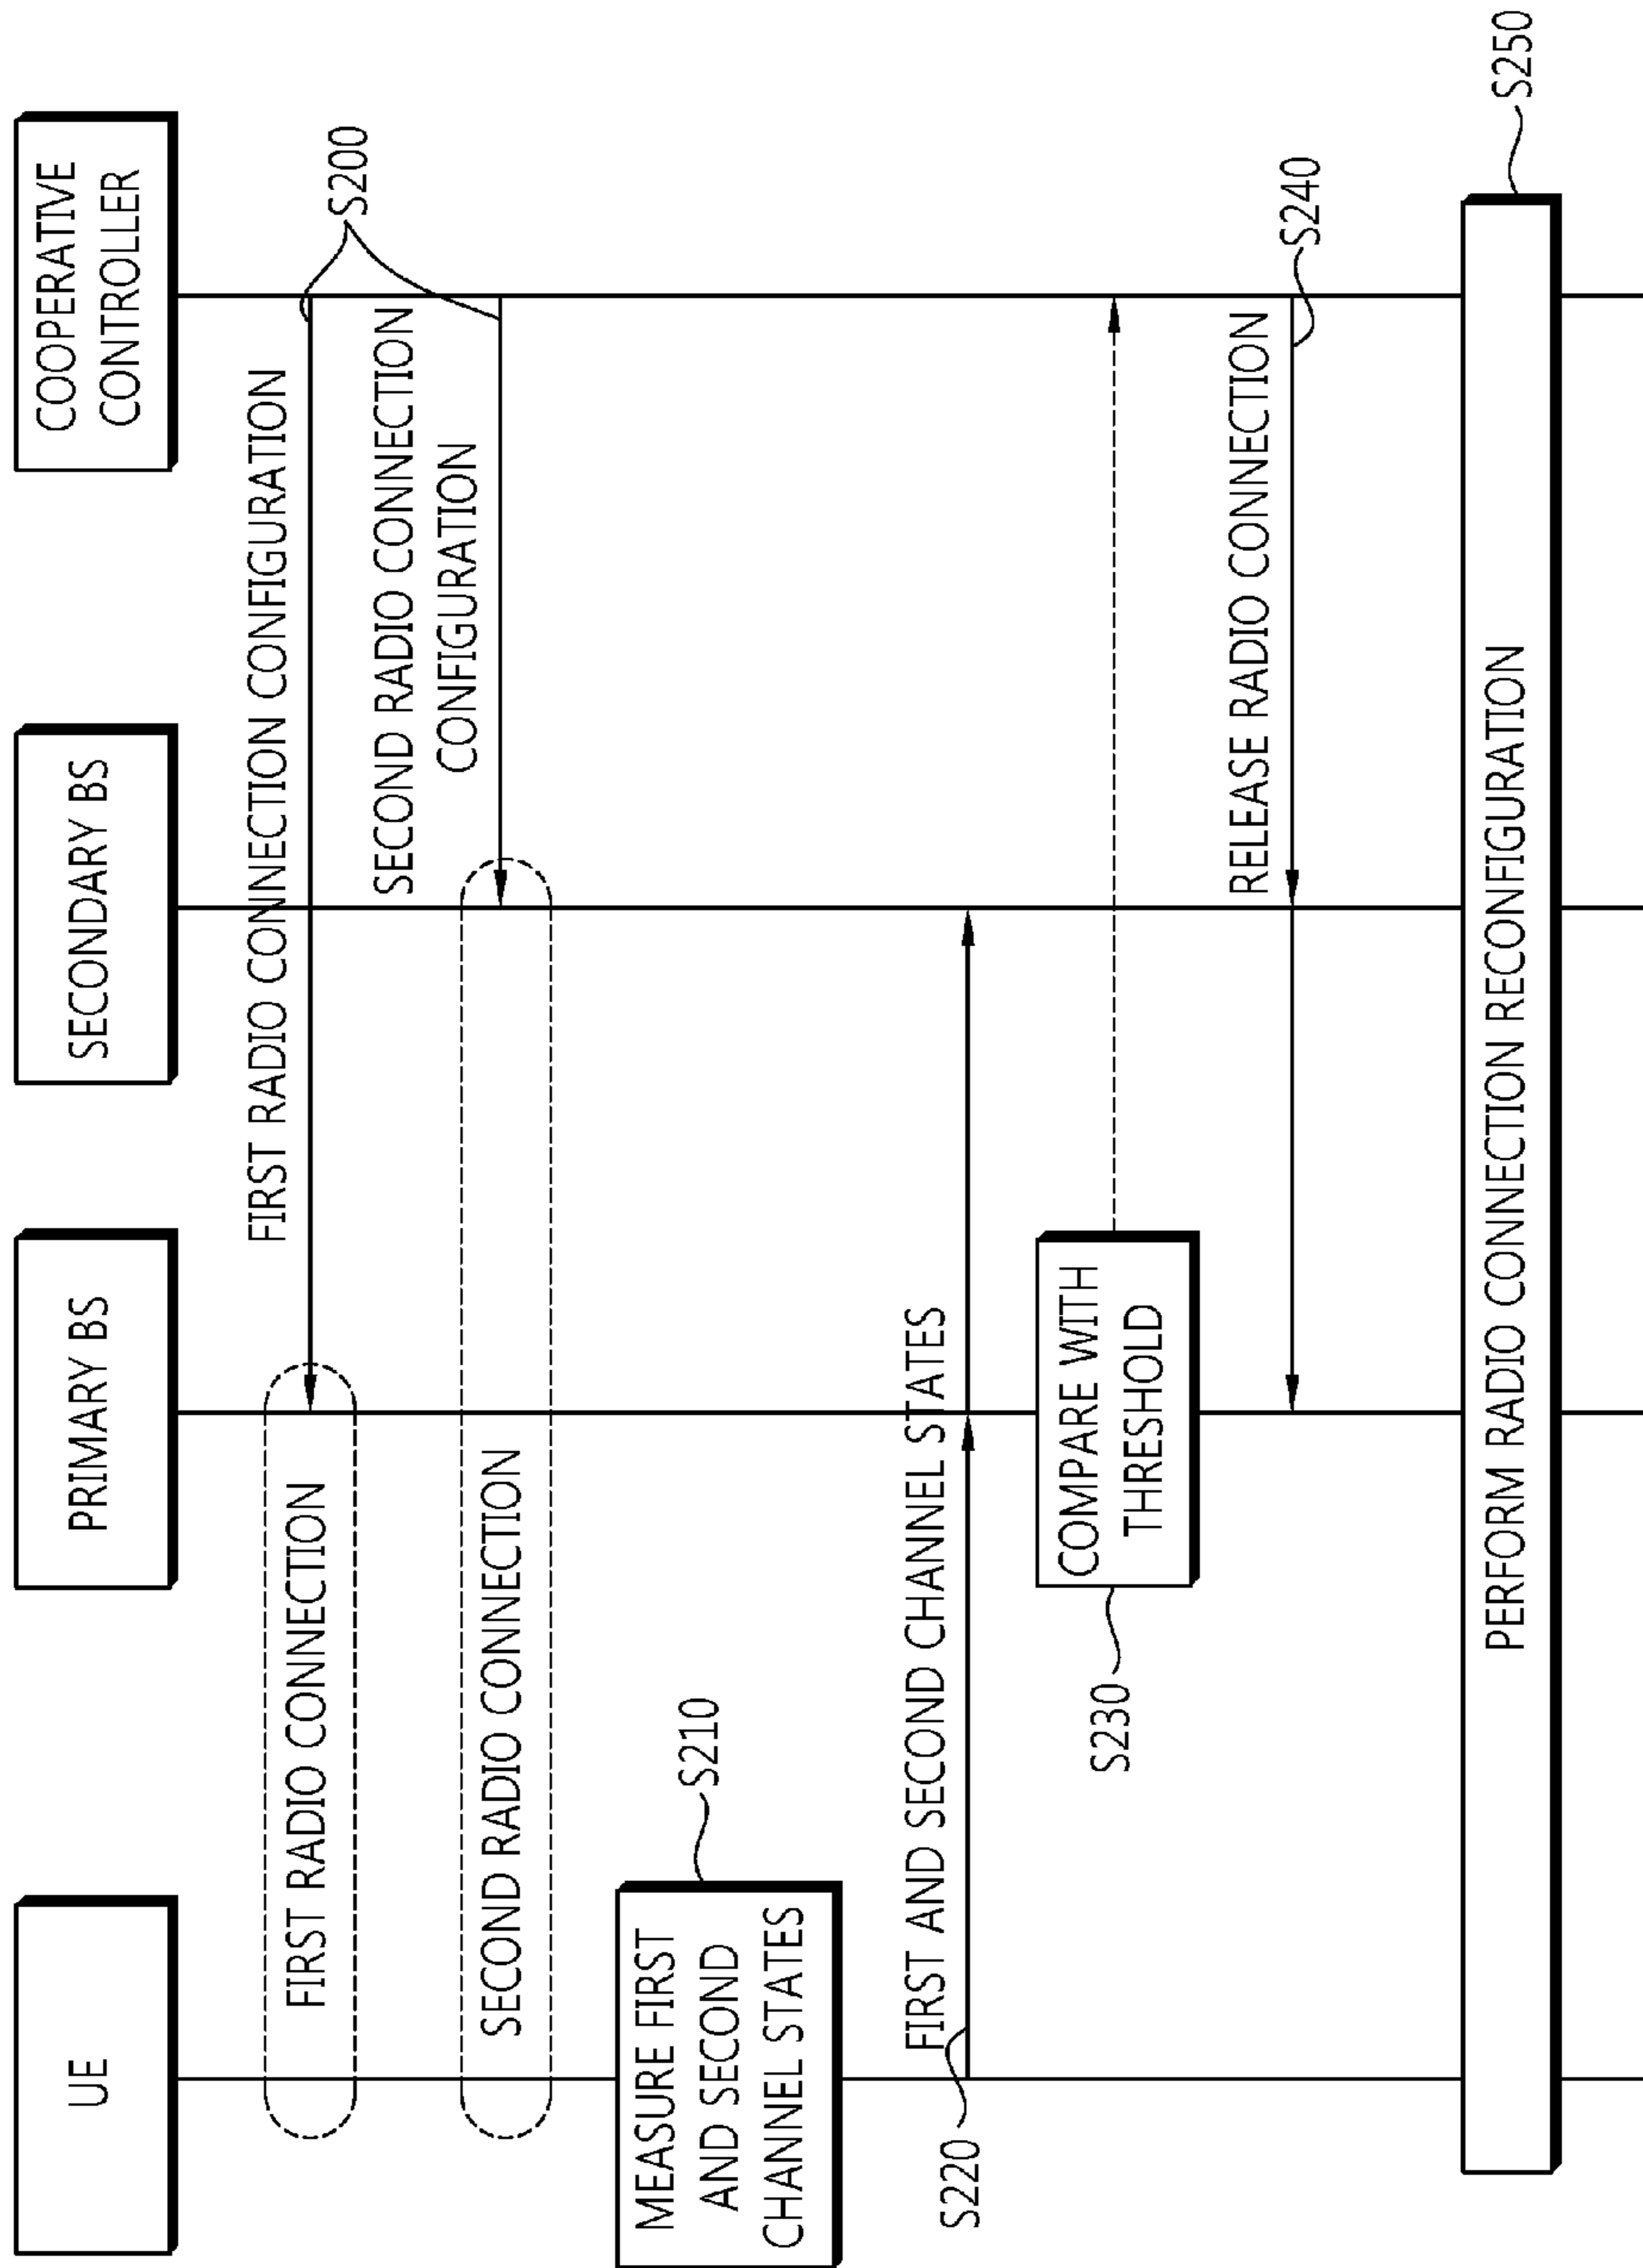 UE
PRIMARY BS
SECONDARY BS
COOPERATIVE
CONTROLLER
FIRST RADIO CONNECTION CONFIGURATION
S200
FIRST RADIO CONNECTION
SECOND RADIO CONNECTION
CONFIGURATION
SECOND RADIO CONNECTION
MEASURE FIRST
AND SECOND
CHANNEL STATES
S210
FIRST AND SECOND CHANNEL STATES
S220
COMPARE WITH
THRESHOLD
S230
RELEASE RADIO CONNECTION
S240
PERFORM RADIO CONNECTION RECONFIGURATION
S250